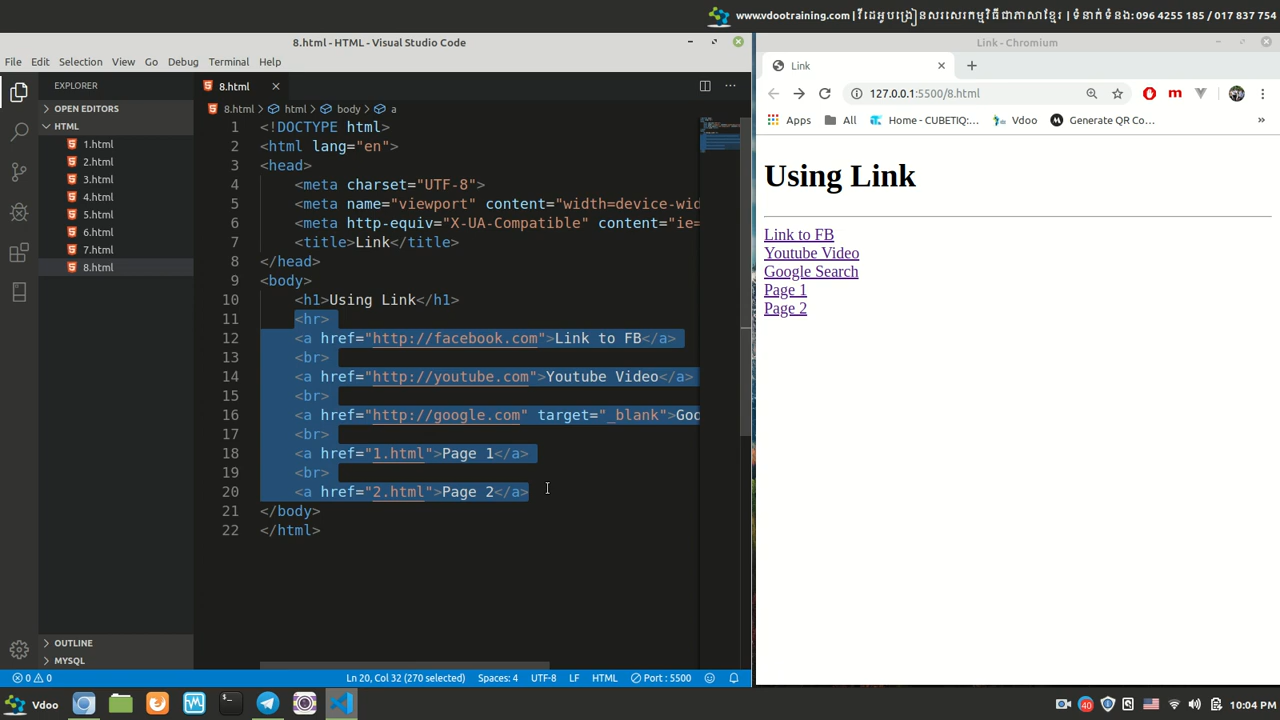 www.vdootraining.com | វីដេអូបង្រៀនសរសេរកម្មវិធីជាភាសាខ្មែរ | ទំនាក់ទំនង: 096 4255 185 / 017 837 754
8.html - HTML - Visual Studio Code
Link - Chromium
File Edit Selection View Go Debug Terminal Help
Link
EXPLORER
8.html
127.0.0.1:5500/8.html
OPEN EDITORS
8.html > html > body > a
Apps All Home - CUBETIQ:... Vdoo Generate QR Co... »
HTML
1.html
2.html
3.html
4.html
5.html
6.html
7.html
8.html
1 <!DOCTYPE html>
2 <html lang="en">
3 <head>
4 <meta charset="UTF-8">
5 <meta name="viewport" content="width=device-wid
6 <meta http-equiv="X-UA-Compatible" content="ie=
7 <title>Link</title>
8 </head>
9 <body>
10 <h1>Using Link</h1>
11 <hr>
12 <a href="http://facebook.com">Link to FB</a>
13 <br>
14 <a href="http://youtube.com">Youtube Video</a>
15 <br>
16 <a href="http://google.com" target="_blank">Goo
17 <br>
18 <a href="1.html">Page 1</a>
19 <br>
20 <a href="2.html">Page 2</a>
21 </body>
22 </html>
Using Link
Link to FB
Youtube Video
Google Search
Page 1
Page 2
OUTLINE
MYSQL
0 0 Ln 20, Col 32 (270 selected) Spaces: 4 UTF-8 LF HTML Port : 5500
Vdoo
40
10:04 PM